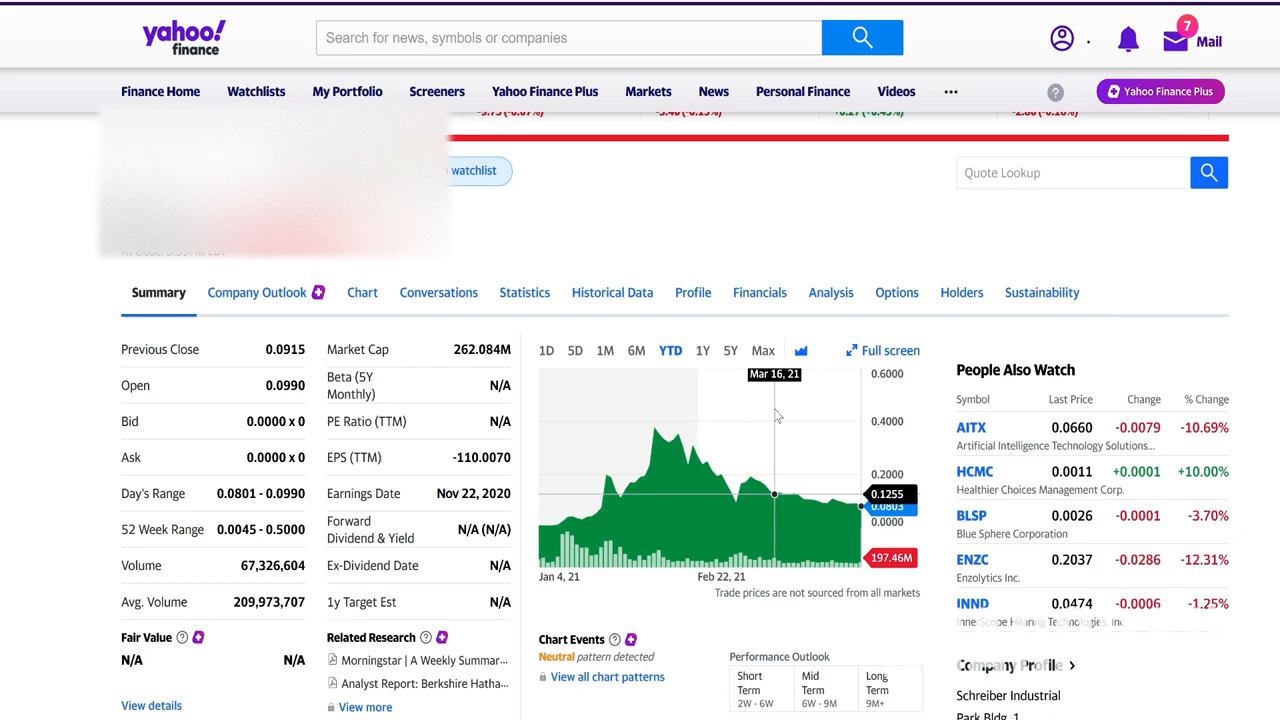 yahoo!
finance
Search for news, symbols or companies
7
Mail
Finance Home Watchlists My Portfolio Screeners Yahoo Finance Plus Markets News Personal Finance Videos ••• ? Yahoo Finance Plus
watchlist
Quote Lookup
Summary Company Outlook Chart Conversations Statistics Historical Data Profile Financials Analysis Options Holders Sustainability
Previous Close 0.0915
Open 0.0990
Bid 0.0000 x 0
Ask 0.0000 x 0
Day's Range 0.0801 - 0.0990
52 Week Range 0.0045 - 0.5000
Volume 67,326,604
Avg. Volume 209,973,707
Fair Value ?
N/A N/A
View details
Market Cap 262.084M
Beta (5Y
Monthly) N/A
PE Ratio (TTM) N/A
EPS (TTM) -110.0070
Earnings Date Nov 22, 2020
Forward
Dividend & Yield N/A (N/A)
Ex-Dividend Date N/A
1y Target Est N/A
Related Research ?
Morningstar | A Weekly Summar...
Analyst Report: Berkshire Hatha...
View more
1D 5D 1M 6M YTD 1Y 5Y Max Full screen
Mar 16, 21
0.6000
0.4000
0.2000
0.1255
0.0803
0.0000
197.46M
Jan 4, 21 Feb 22, 21
Trade prices are not sourced from all markets
Chart Events ?
Neutral pattern detected
View all chart patterns
Performance Outlook
Short
Term
2W - 6W
Mid
Term
6W - 9M
Long
Term
9M+
People Also Watch
Symbol Last Price Change % Change
AITX 0.0660 -0.0079 -10.69%
Artificial Intelligence Technology Solutions...
HCMC 0.0011 +0.0001 +10.00%
Healthier Choices Management Corp.
BLSP 0.0026 -0.0001 -3.70%
Blue Sphere Corporation
ENZC 0.2037 -0.0286 -12.31%
Enzolytics Inc.
INND 0.0474 -0.0006 -1.25%
InnerScope Hearing Technologies, Inc.
Company Profile
Schreiber Industrial
Park Bldg. 1